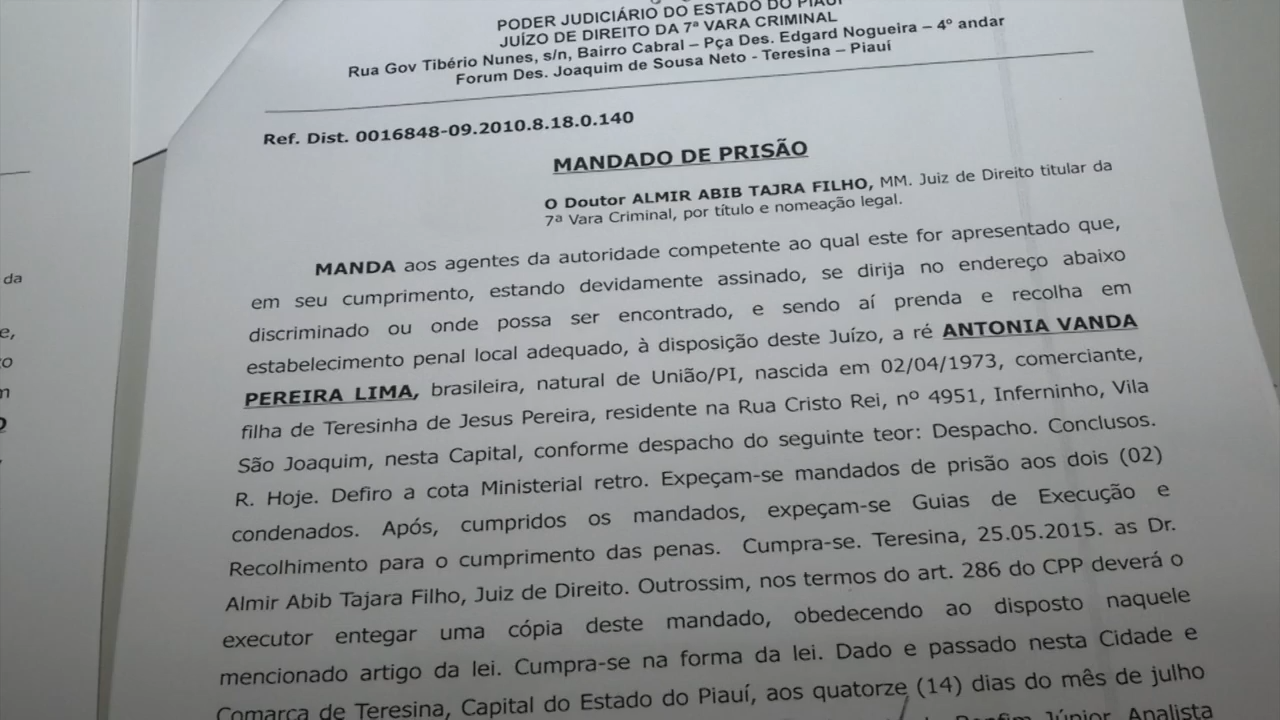 PODER JUDICIÁRIO DO ESTADO DO PIAUÍ
JUÍZO DE DIREITO DA 7ª VARA CRIMINAL
Rua Gov Tibério Nunes, s/n, Bairro Cabral – Pça Des. Edgard Nogueira – 4º andar
Forum Des. Joaquim de Sousa Neto - Teresina – Piauí
Ref. Dist. 0016848-09.2010.8.18.0.140
MANDADO DE PRISÃO
O Doutor ALMIR ABIB TAJRA FILHO, MM. Juiz de Direito titular da
7ª Vara Criminal, por título e nomeação legal.
MANDA aos agentes da autoridade competente ao qual este for apresentado que,
em seu cumprimento, estando devidamente assinado, se dirija no endereço abaixo
discriminado ou onde possa ser encontrado, e sendo aí prenda e recolha em
estabelecimento penal local adequado, à disposição deste Juízo, a ré ANTONIA VANDA
PEREIRA LIMA, brasileira, natural de União/PI, nascida em 02/04/1973, comerciante,
filha de Teresinha de Jesus Pereira, residente na Rua Cristo Rei, nº 4951, Inferninho, Vila
São Joaquim, nesta Capital, conforme despacho do seguinte teor: Despacho. Conclusos.
R. Hoje. Defiro a cota Ministerial retro. Expeçam-se mandados de prisão aos dois (02)
condenados. Após, cumpridos os mandados, expeçam-se Guias de Execução e
Recolhimento para o cumprimento das penas. Cumpra-se. Teresina, 25.05.2015. as Dr.
Almir Abib Tajara Filho, Juiz de Direito. Outrossim, nos termos do art. 286 do CPP deverá o
executor entegar uma cópia deste mandado, obedecendo ao disposto naquele
mencionado artigo da lei. Cumpra-se na forma da lei. Dado e passado nesta Cidade e
Comarca de Teresina, Capital do Estado do Piauí, aos quatorze (14) dias do mês de julho
Bonfim Júnior, Analista
da
e,